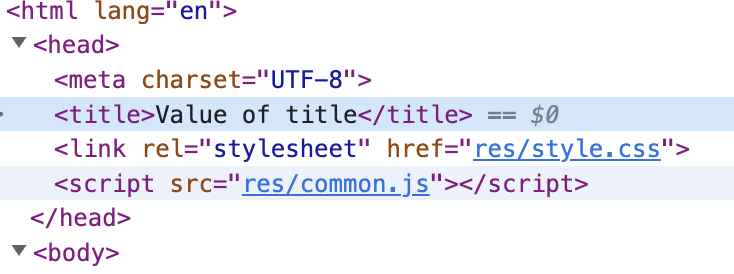 <html lang="en">
<head>
<meta charset="UTF-8">
<title>Value of title</title> == $0
<link rel="stylesheet" href="res/style.css">
<script src="res/common.js"></script>
</head>
<body>